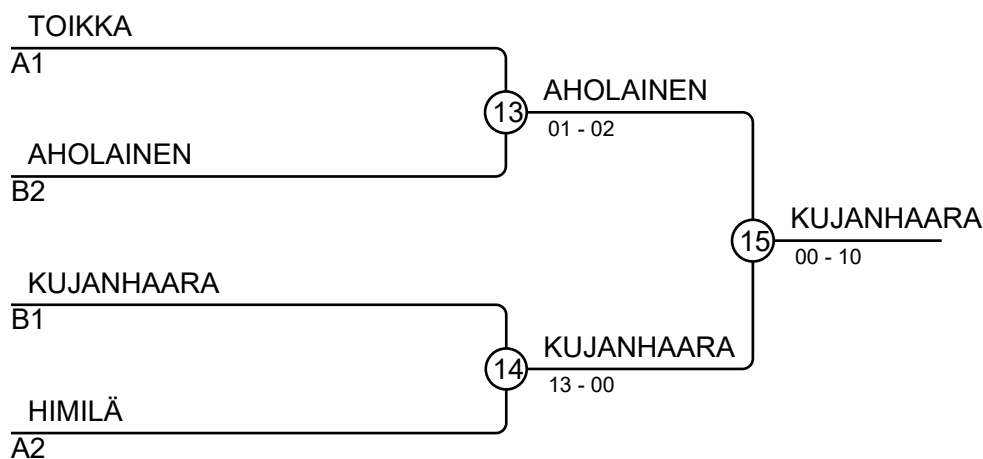 TOIKKA
A1
13
AHOLAINEN
01 - 02
AHOLAINEN
B2
15
KUJANHAARA
00 - 10
KUJANHAARA
B1
14
KUJANHAARA
13 - 00
HIMILÄ
A2